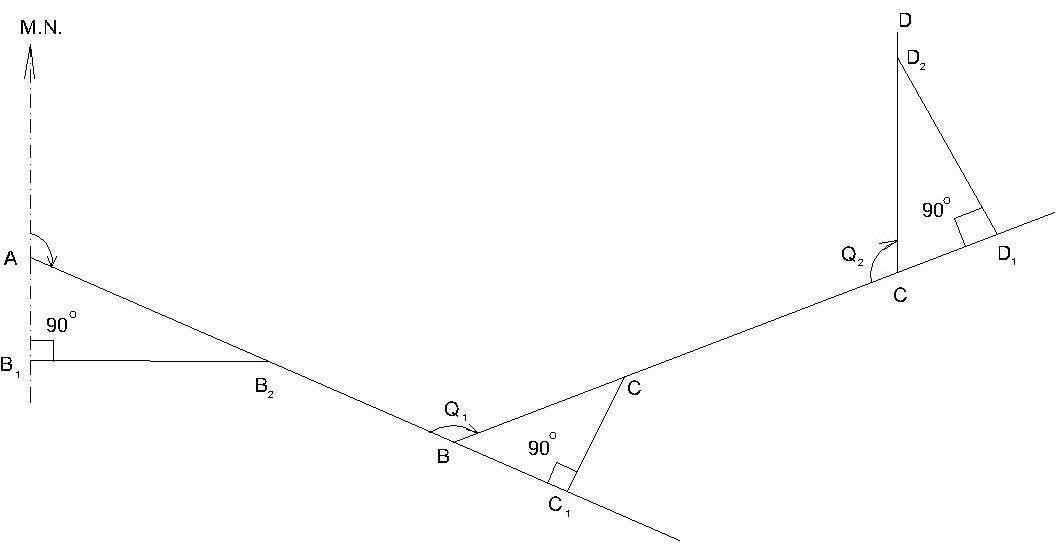 M.N.
D
D₂
90°
Q₂
D₁
A
C
90°
B₁
B₂
C
Q₁
90°
B
C₁